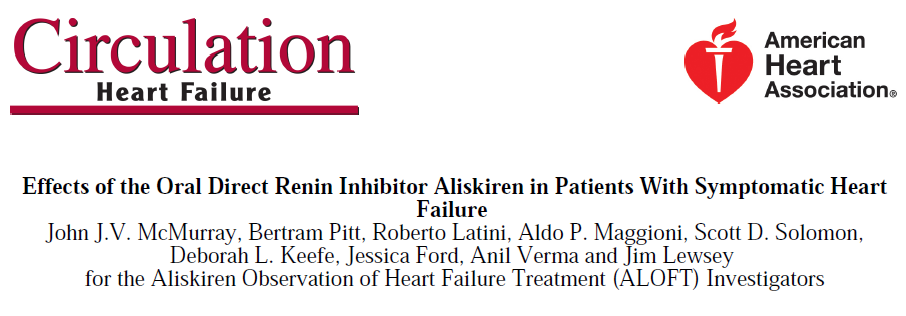 Circulation
Heart Failure
American
Heart
Association®
Effects of the Oral Direct Renin Inhibitor Aliskiren in Patients With Symptomatic Heart
Failure
John J.V. McMurray, Bertram Pitt, Roberto Latini, Aldo P. Maggioni, Scott D. Solomon,
Deborah L. Keefe, Jessica Ford, Anil Verma and Jim Lewsey
for the Aliskiren Observation of Heart Failure Treatment (ALOFT) Investigators